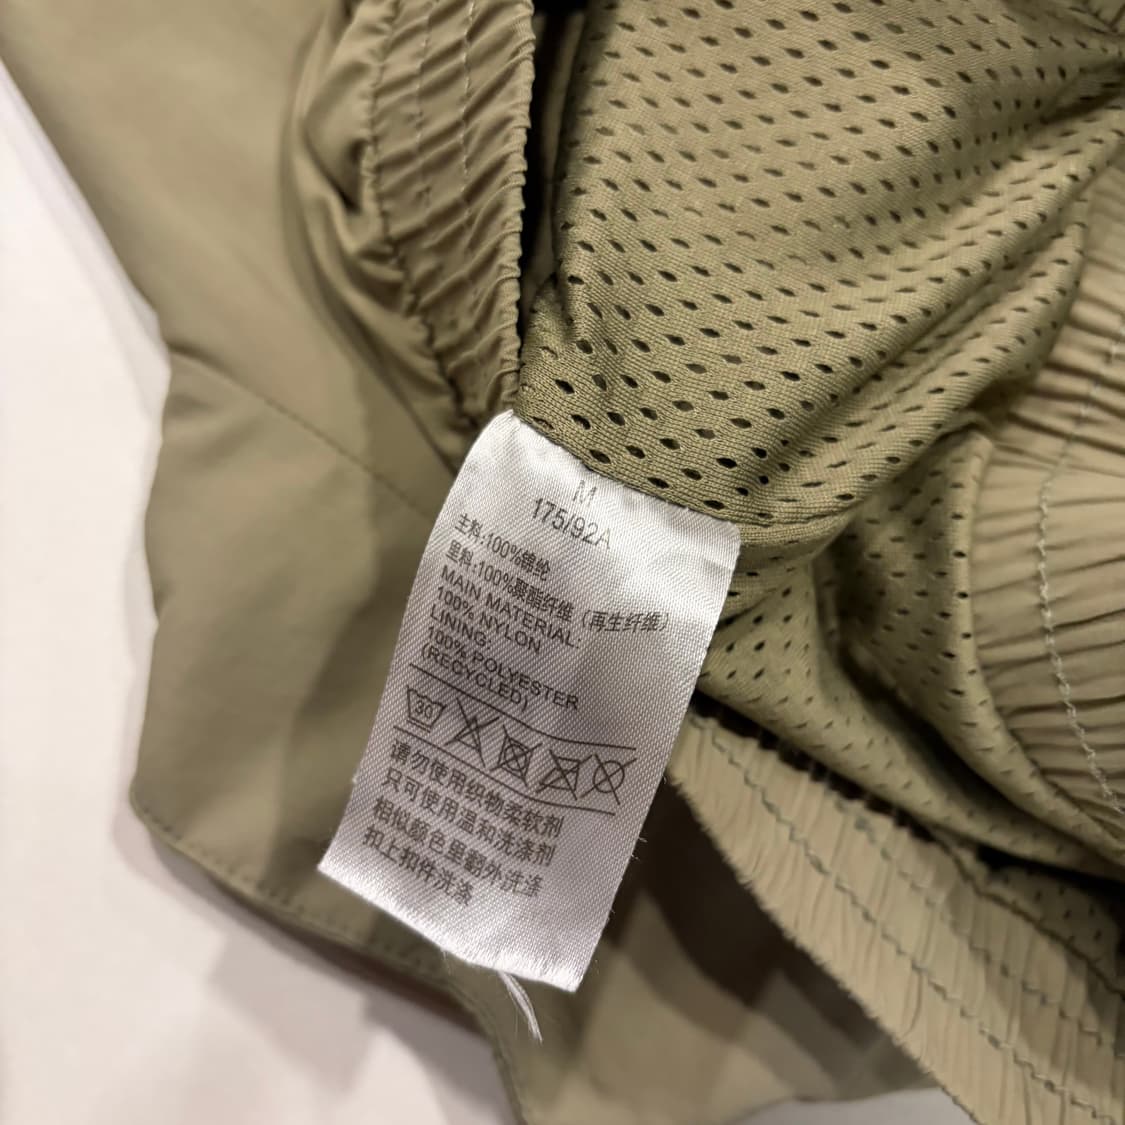 M
175/92A
主料:100%锦纶
里料:100%聚酯纤维（再生纤维）
MAIN MATERIAL:
100% NYLON
LINING:
100% POLYESTER
(RECYCLED)
30
请勿使用织物柔软剂
只可使用温和洗涤剂
相似颜色里翻外洗涤
扣上扣件洗涤